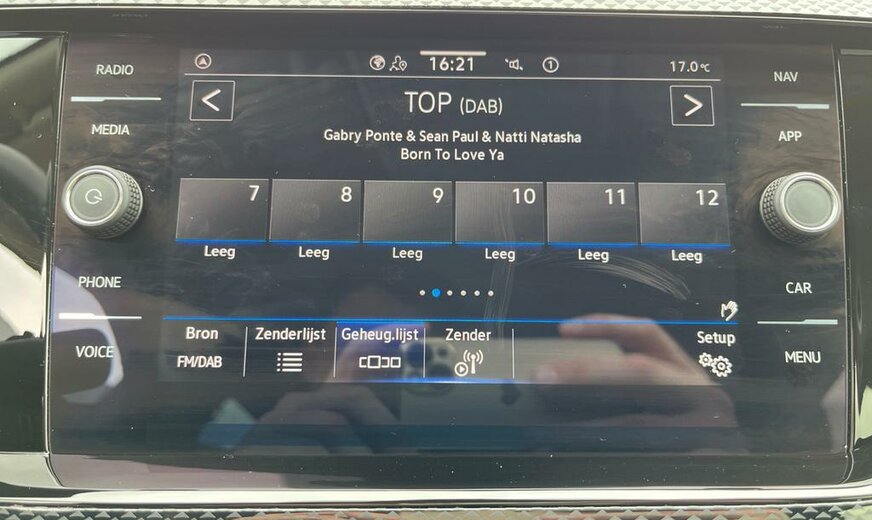 RADIO
MEDIA
PHONE
VOICE
16:21
1
17.0°C
<
TOP (DAB)
>
Gabry Ponte & Sean Paul & Natti Natasha
Born To Love Ya
7 8 9 10 11 12
Leeg Leeg Leeg Leeg Leeg Leeg
Bron Zenderlijst Geheug.lijst Zender Setup
FM/DAB
NAV
APP
CAR
MENU